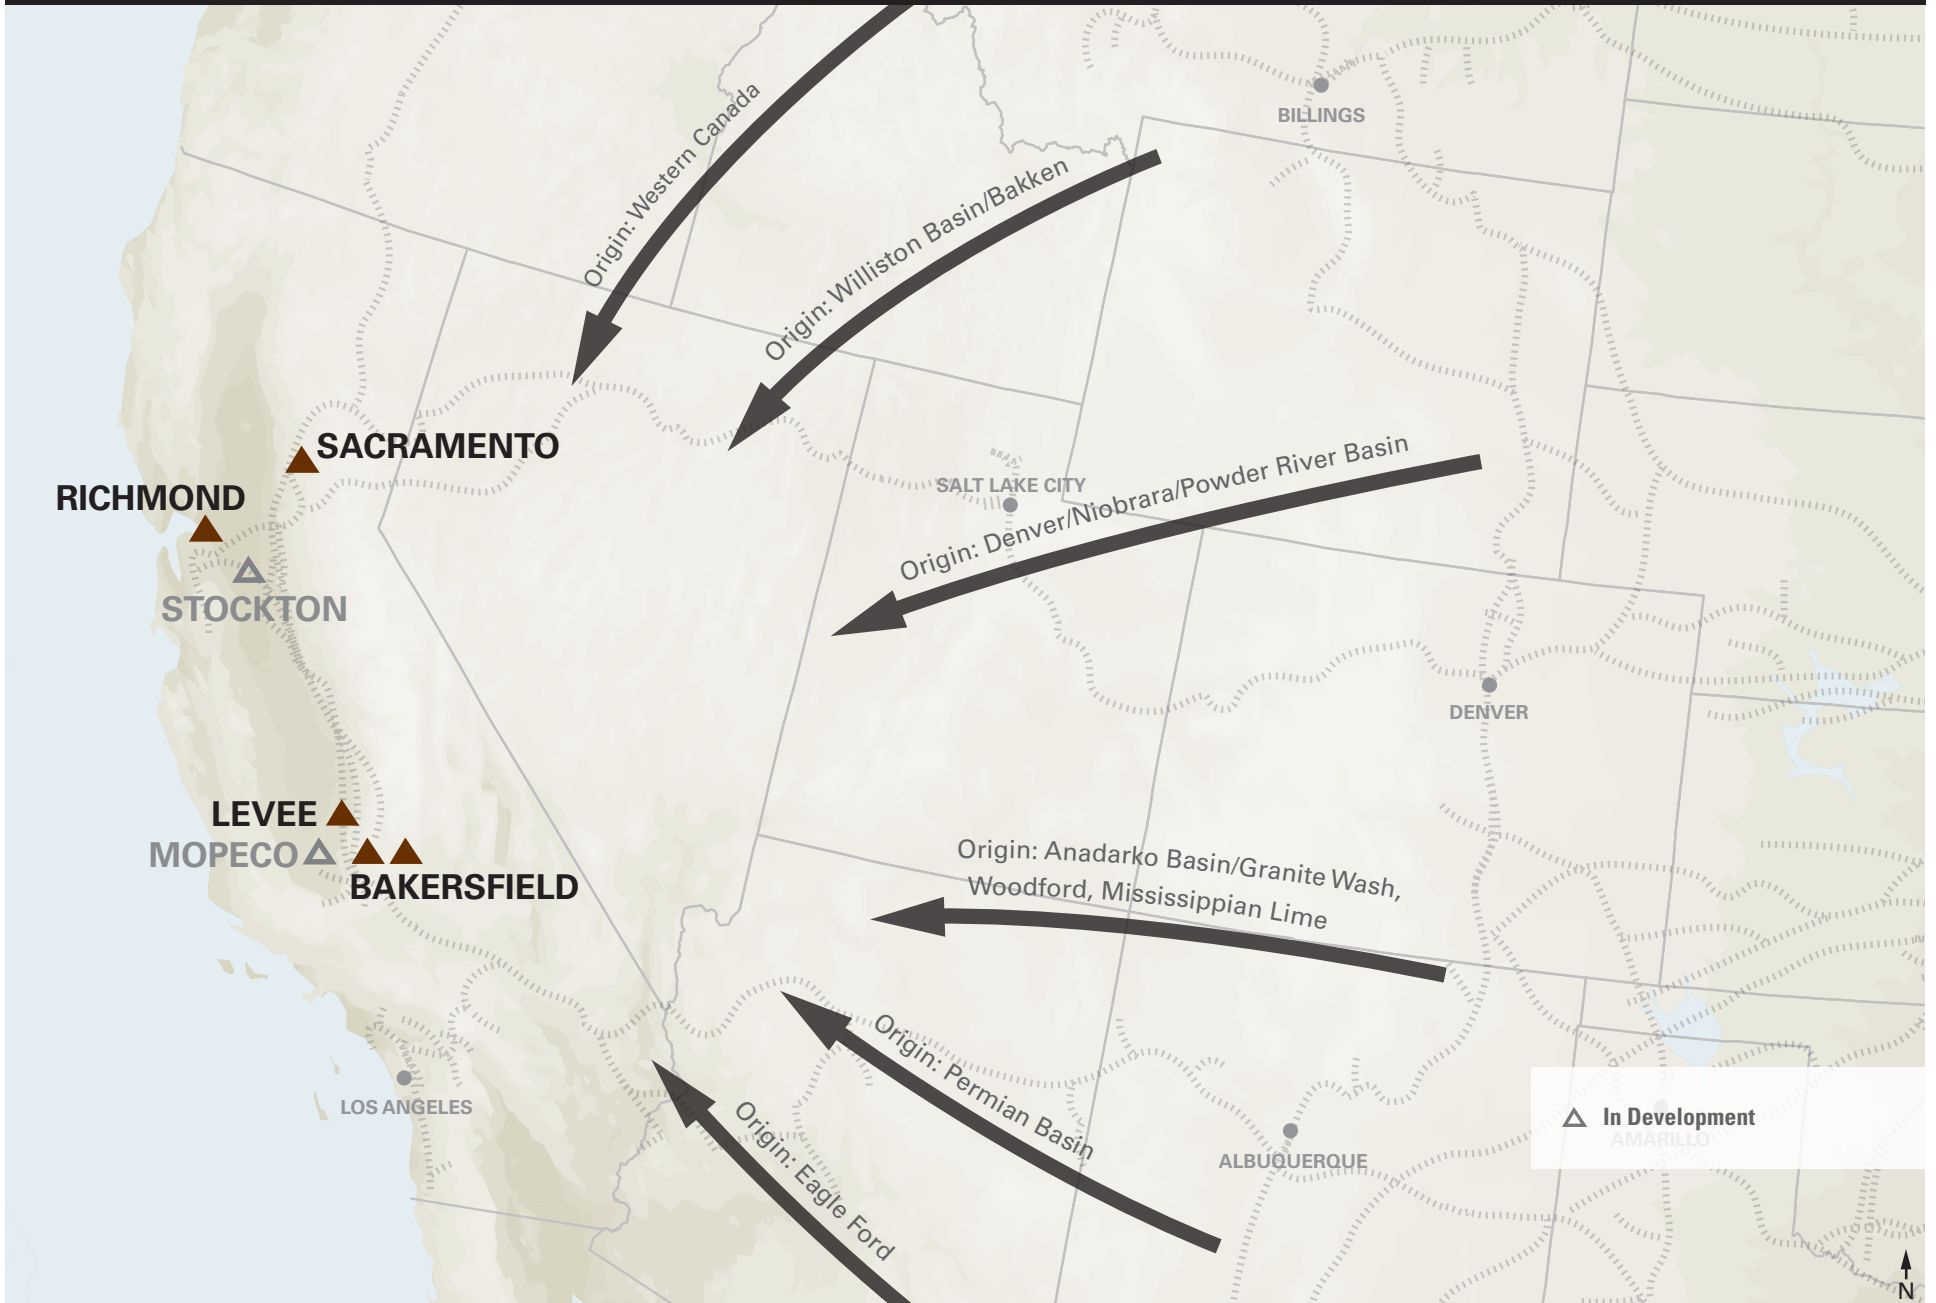 BILLINGS
Origin: Western Canada
Origin: Williston Basin/Bakken
SACRAMENTO
RICHMOND
SALT LAKE CITY
Origin: Denver/Niobrara/Powder River Basin
STOCKTON
DENVER
LEVEE
MOPECO
BAKERSFIELD
Origin: Anadarko Basin/Granite Wash,
Woodford, Mississippian Lime
Origin: Permian Basin
LOS ANGELES
Origin: Eagle Ford
In Development
AMARILLO
ALBUQUERQUE
N